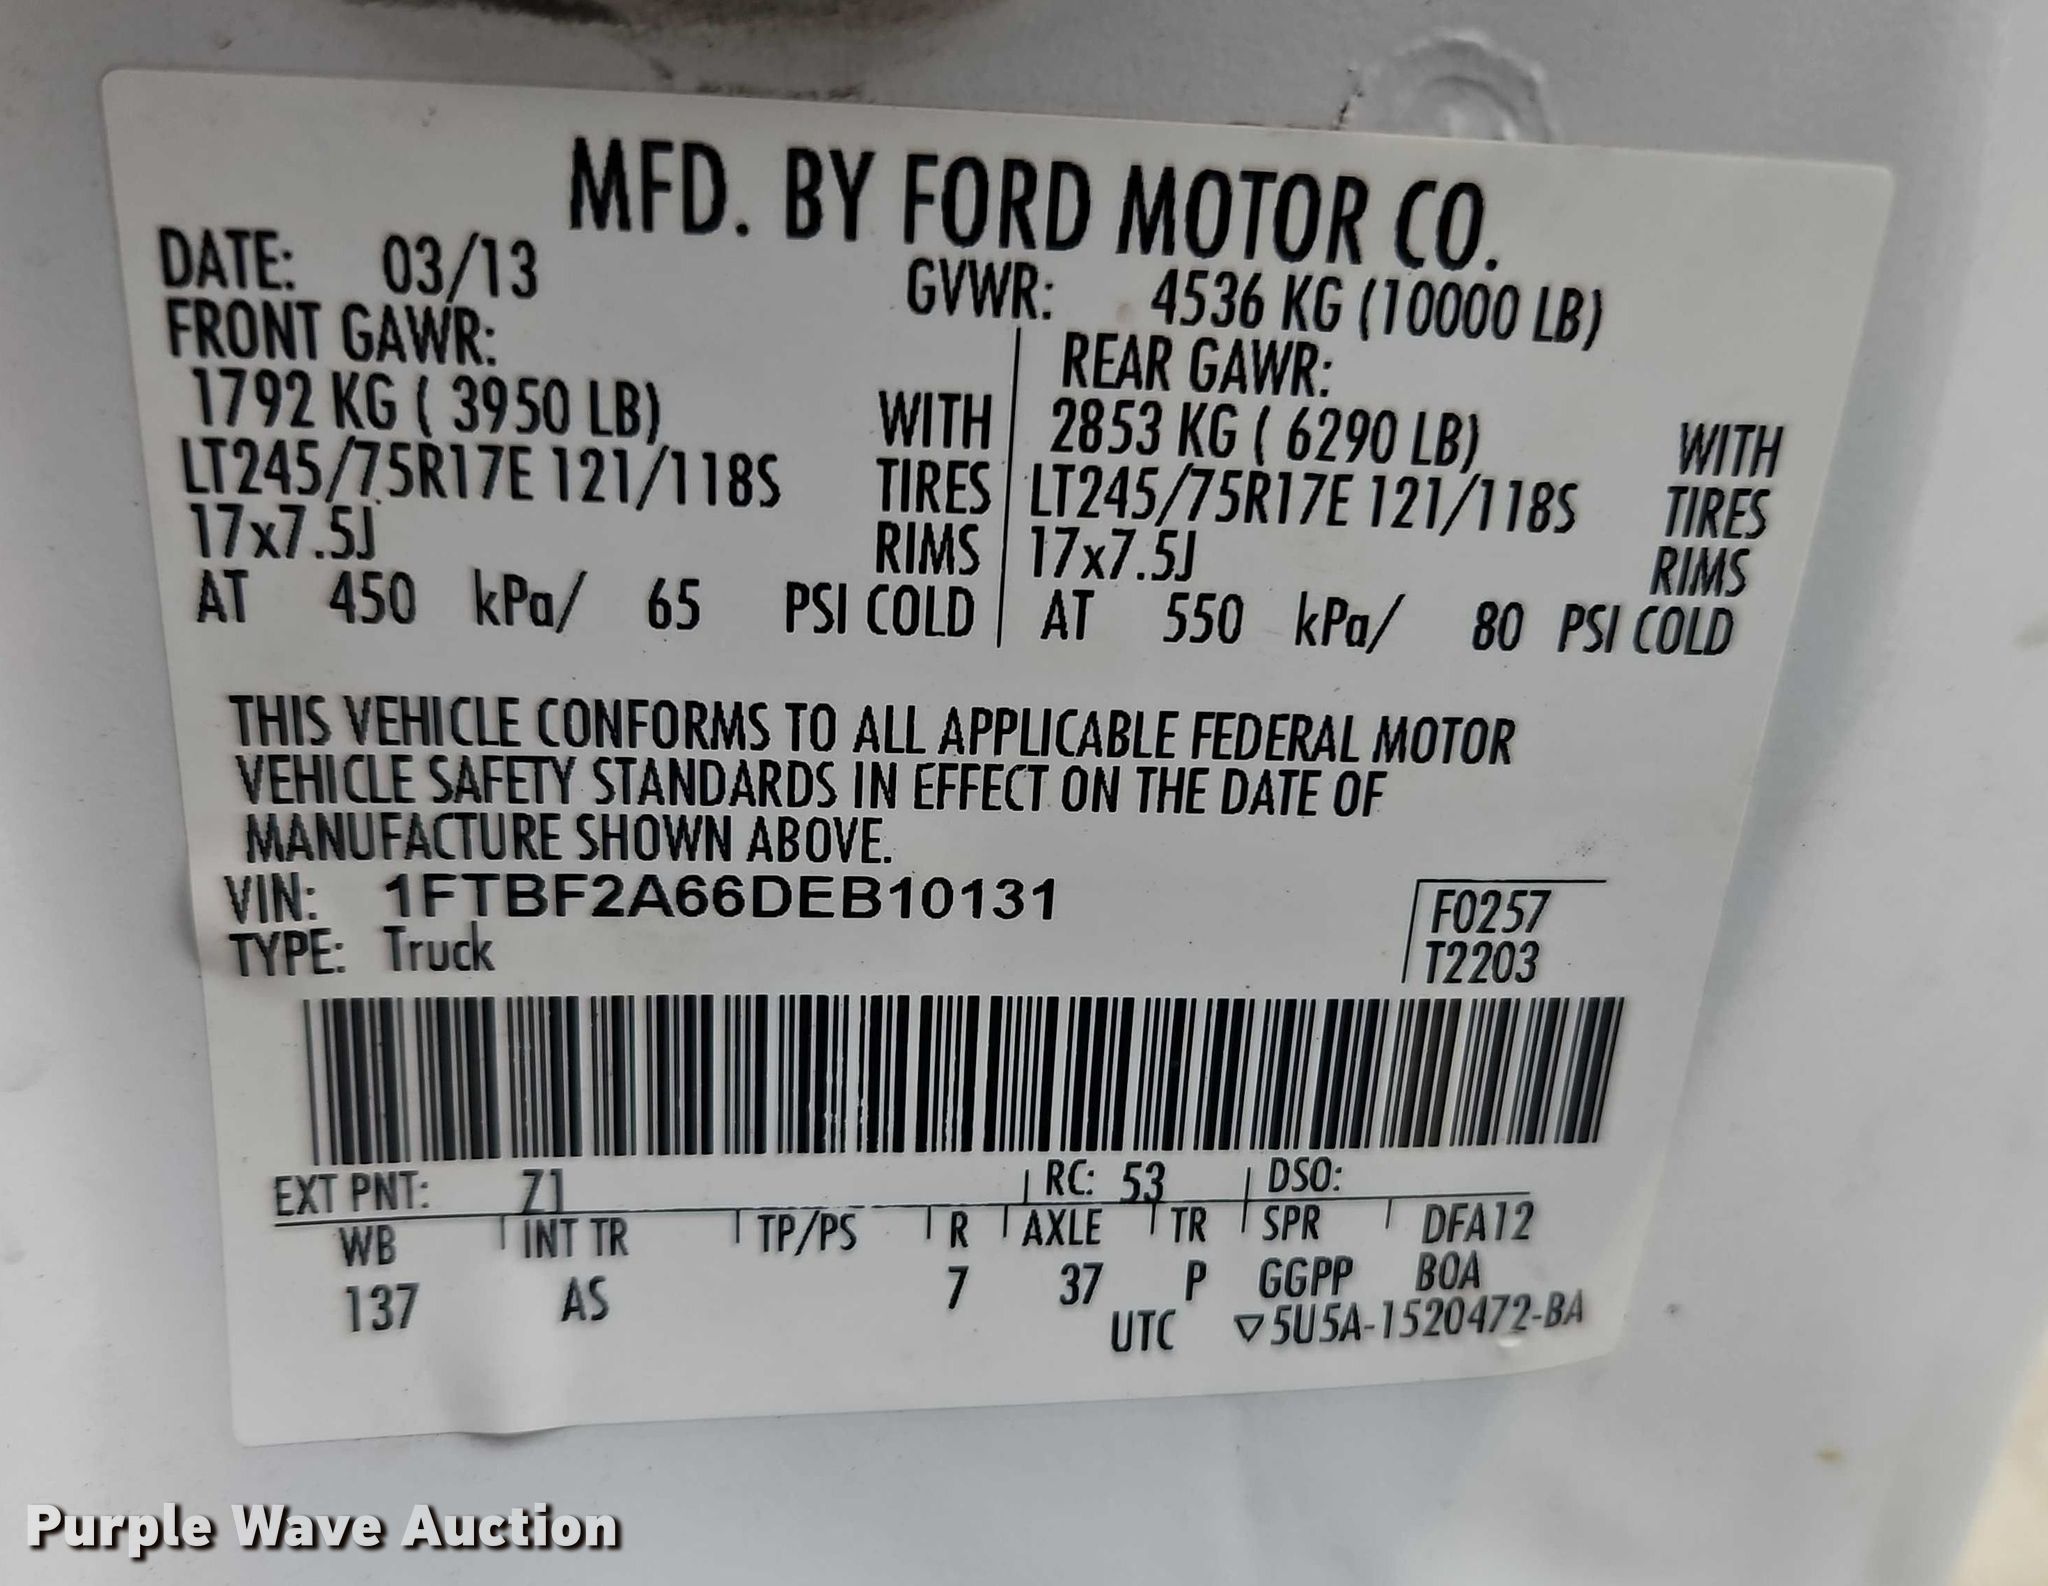 MFD. BY FORD MOTOR CO.
DATE: 03/13 GVWR: 4536 KG (10000 LB)
FRONT GAWR: REAR GAWR:
1792 KG ( 3950 LB) WITH 2853 KG ( 6290 LB) WITH
LT245/75R17E 121/118S TIRES LT245/75R17E 121/118S TIRES
17x7.5J RIMS 17x7.5J RIMS
AT 450 kPa/ 65 PSI COLD AT 550 kPa/ 80 PSI COLD
THIS VEHICLE CONFORMS TO ALL APPLICABLE FEDERAL MOTOR
VEHICLE SAFETY STANDARDS IN EFFECT ON THE DATE OF
MANUFACTURE SHOWN ABOVE.
VIN: 1FTBF2A66DEB10131 F0257
TYPE: Truck T2203
EXT PNT: Z1 RC: 53 DSO:
WB INT TR TP/PS R AXLE TR SPR DFA12
137 AS 7 37 P GGPP BOA
UTC ▽5U5A-1520472-BA
Purple Wave Auction